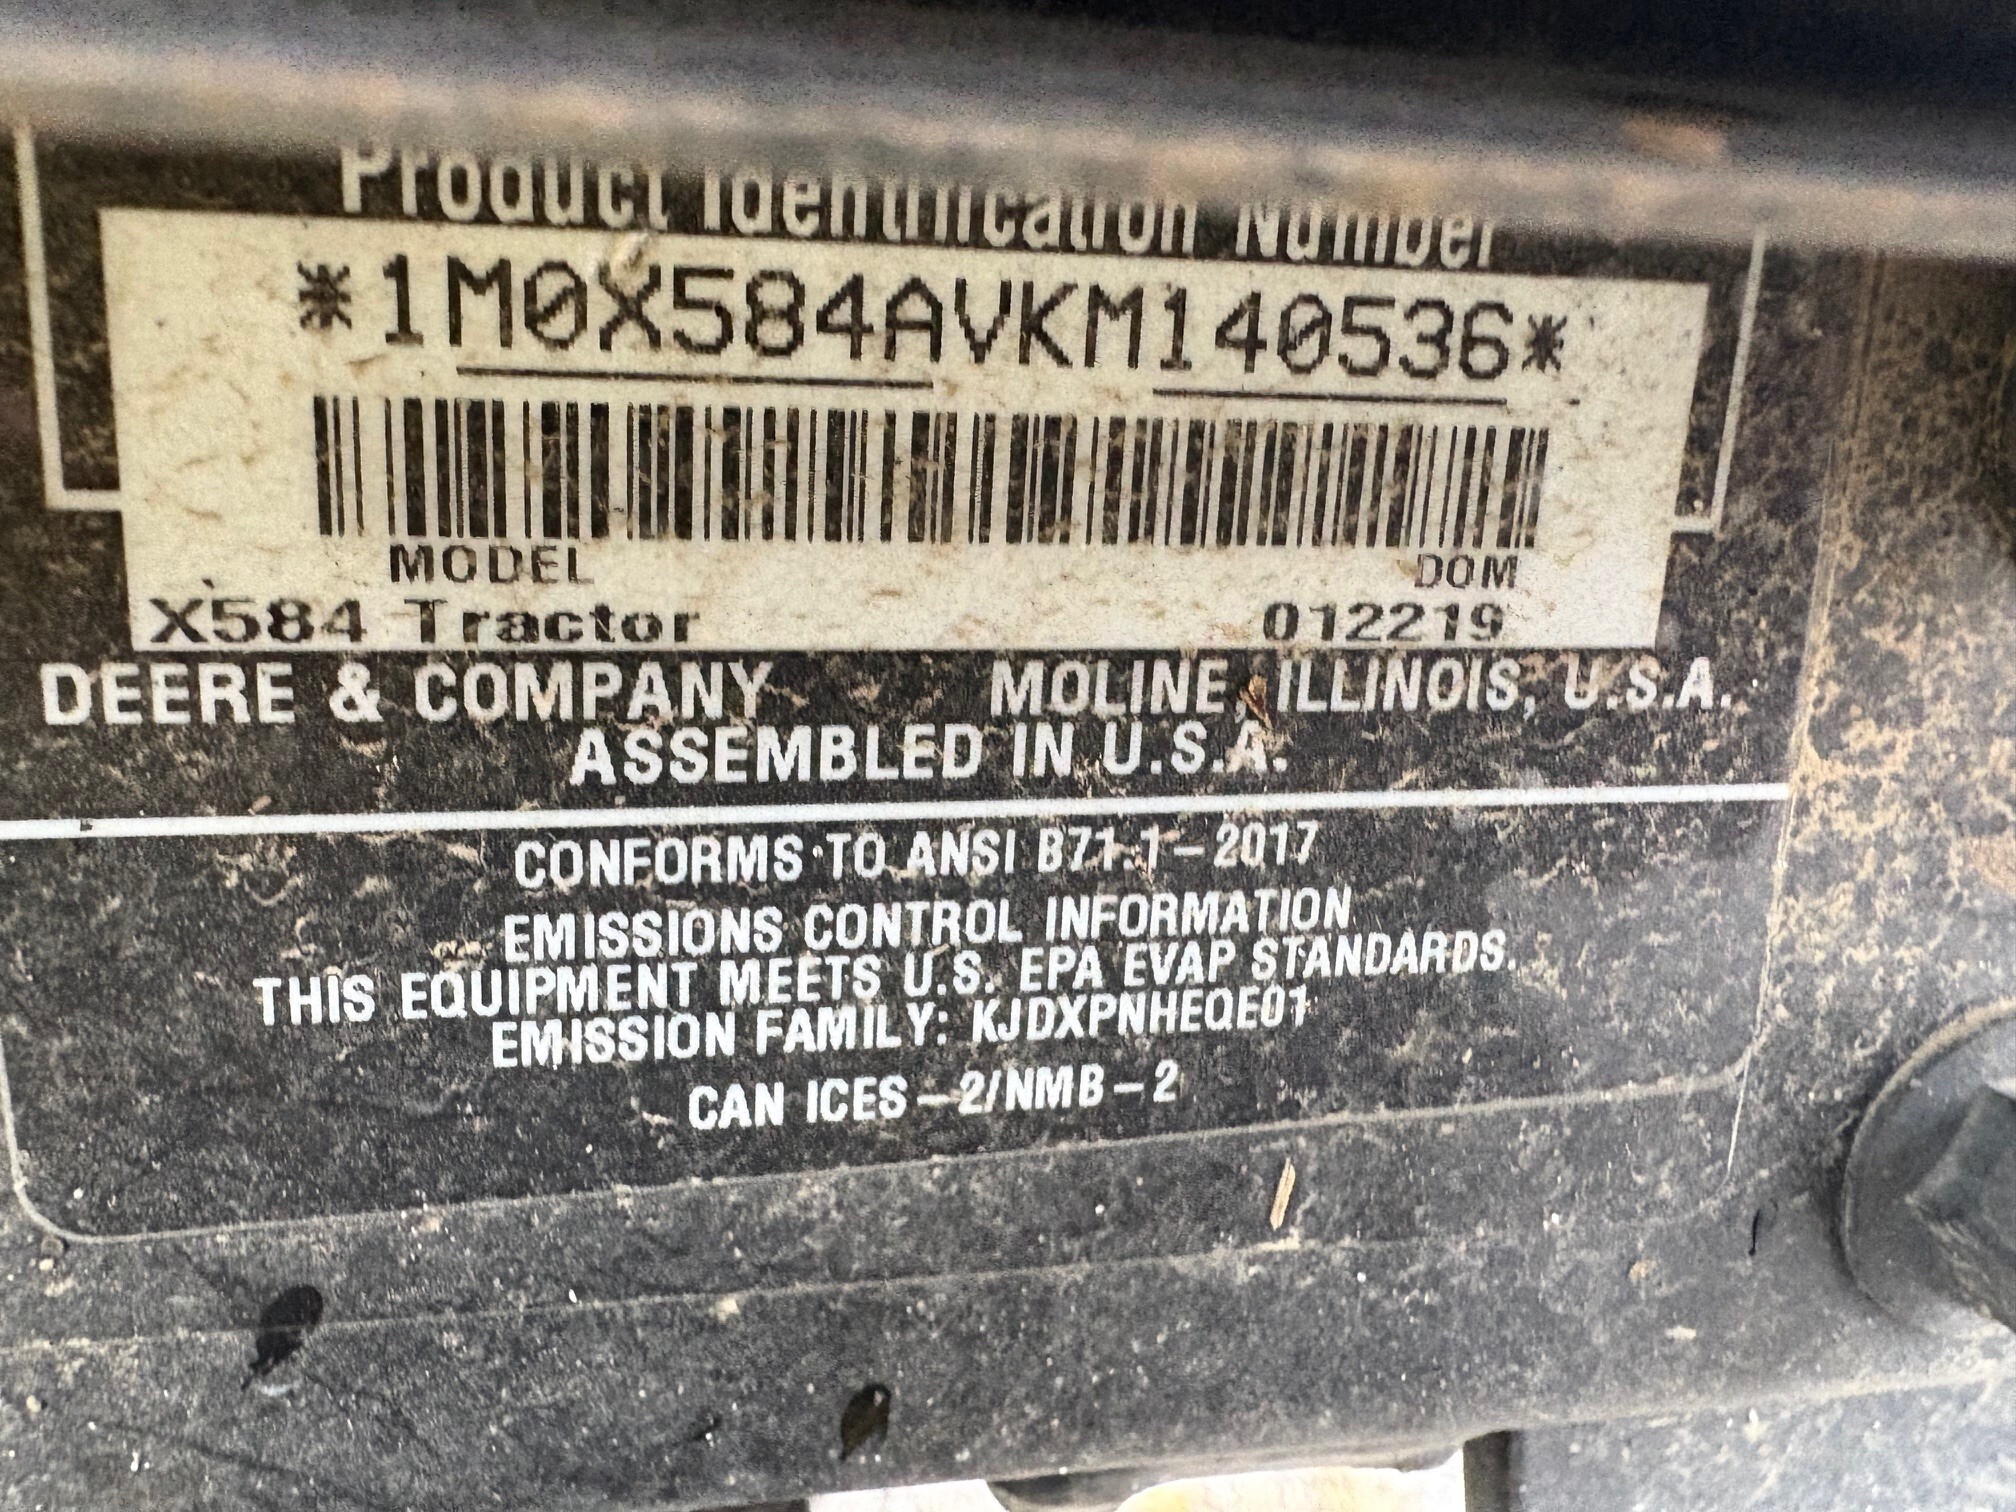 Product Identification Number
*1M0X584AVKM140536*
MODEL DOM
X584 Tractor 012219
DEERE & COMPANY MOLINE, ILLINOIS, U.S.A.
ASSEMBLED IN U.S.A.
CONFORMS TO ANSI B71.1-2017
EMISSIONS CONTROL INFORMATION
THIS EQUIPMENT MEETS U.S. EPA EVAP STANDARDS.
EMISSION FAMILY: KJDXPNHEQE01
CAN ICES-2/NMB-2